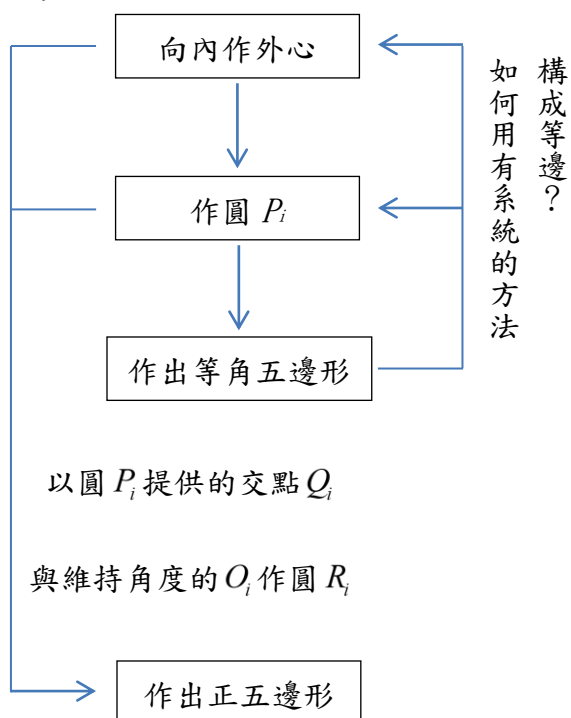 向內作外心
作圓 Pᵢ
作出等角五邊形
構成等邊？
如何用有系統的方法
以圓 Pᵢ 提供的交點 Qᵢ
與維持角度的 Oᵢ 作圓 Rᵢ
作出正五邊形